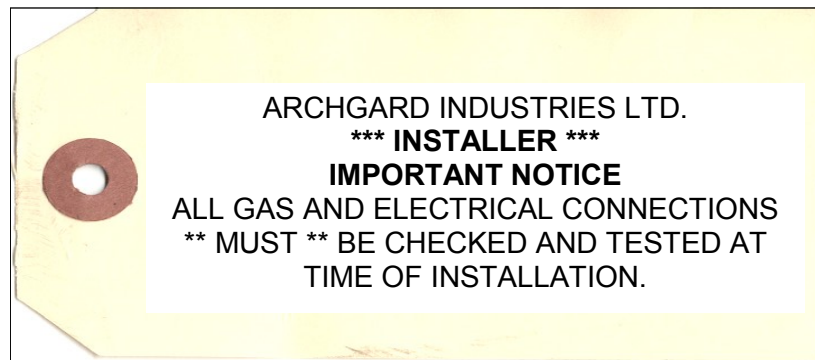 ARCHGARD INDUSTRIES LTD.
*** INSTALLER ***
IMPORTANT NOTICE
ALL GAS AND ELECTRICAL CONNECTIONS
** MUST ** BE CHECKED AND TESTED AT
TIME OF INSTALLATION.